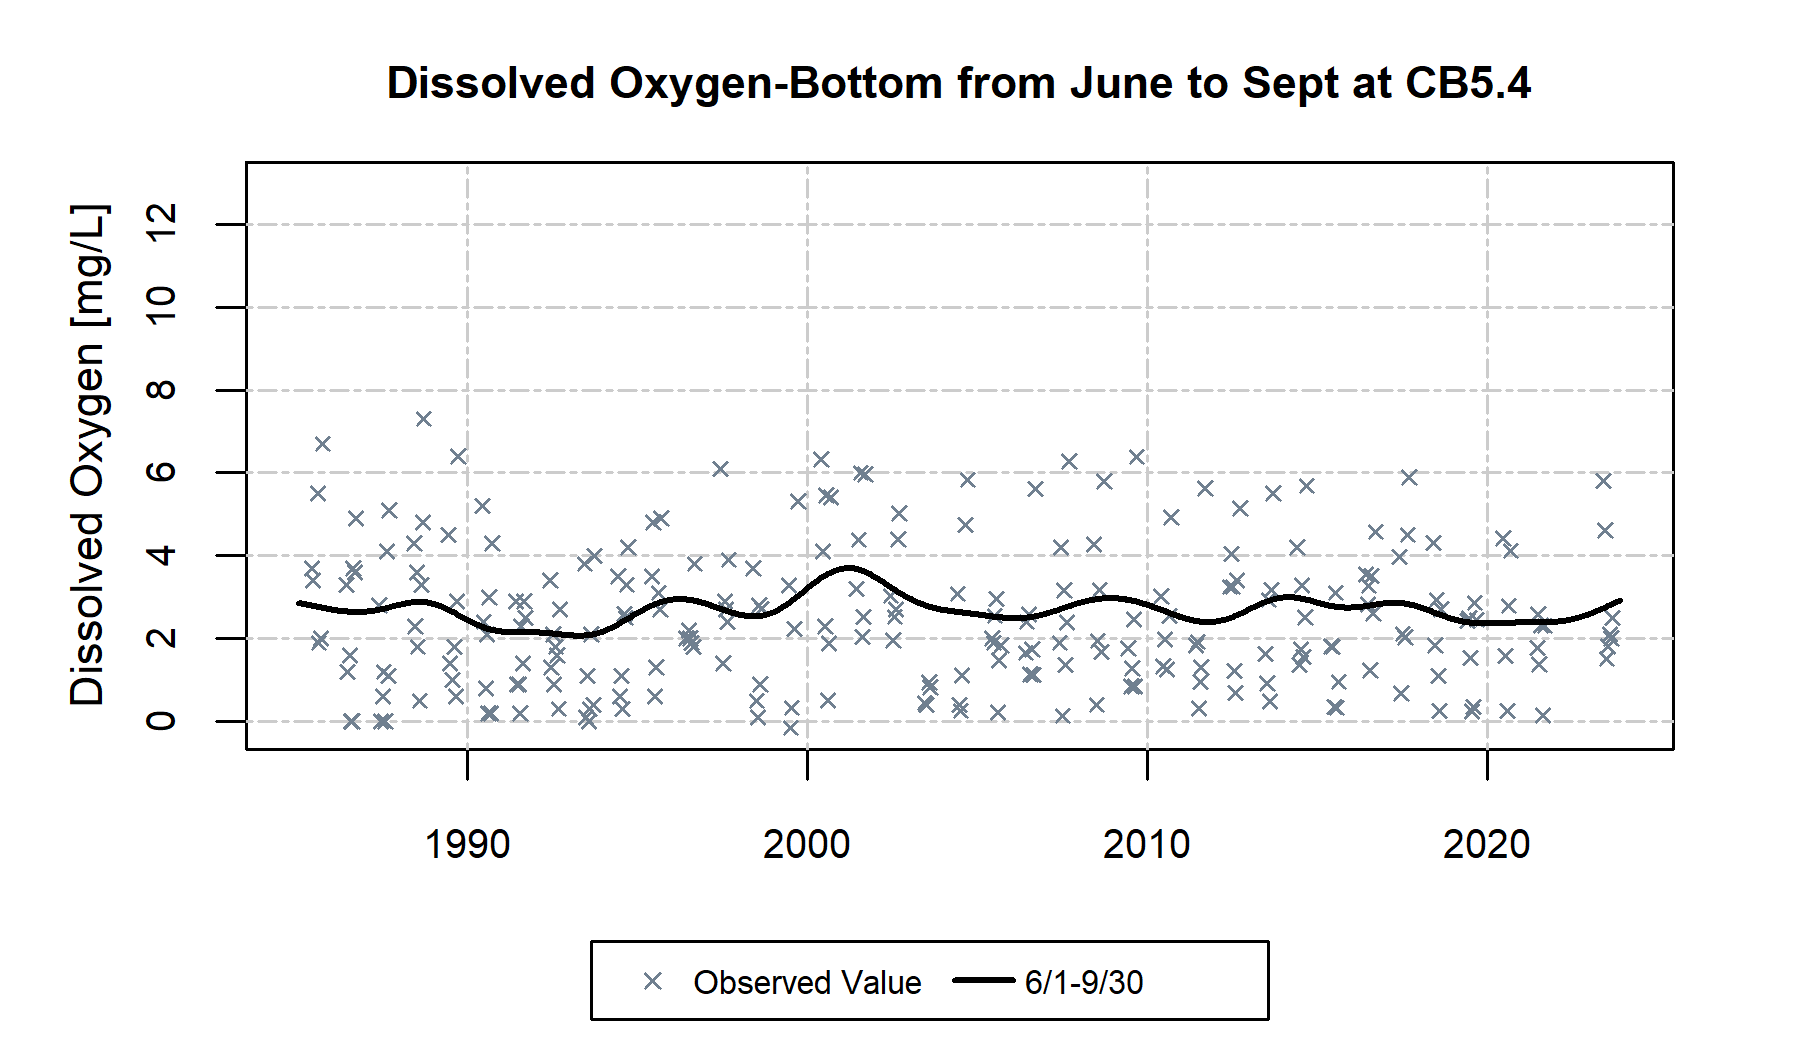 Dissolved Oxygen-Bottom from June to Sept at CB5.4
Dissolved Oxygen [mg/L]
12
10
8
6
4
2
0
1990 2000 2010 2020
Observed Value 6/1-9/30